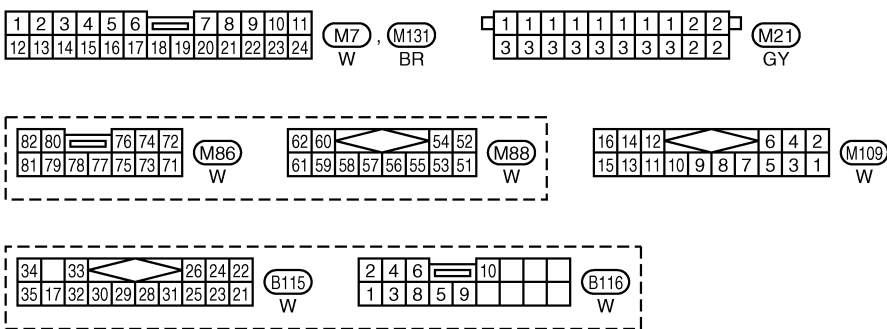 1 2 3 4 5 6 7 8 9 10 11
12 13 14 15 16 17 18 19 20 21 22 23 24
M7 , M131
W BR
1 1 1 1 1 1 1 1 2 2
3 3 3 3 3 3 3 3 2 2
M21
GY
82 80 76 74 72
81 79 78 77 75 73 71
M86
W
62 60 54 52
61 59 58 57 56 55 53 51
M88
W
16 14 12 6 4 2
15 13 11 10 9 8 7 5 3 1
M109
W
34 33 26 24 22
35 17 32 30 29 28 31 25 23 21
B115
W
2 4 6 10
1 3 8 5 9
B116
W